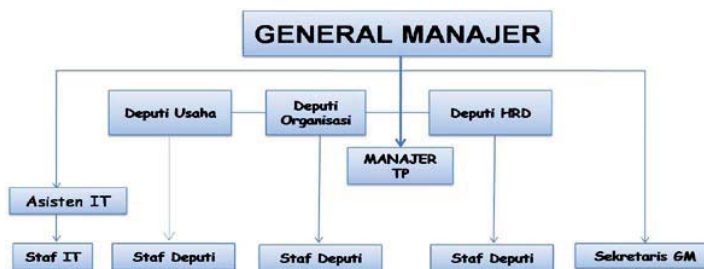 GENERAL MANAJER
Deputi Usaha
Deputi
Organisasi
Deputi HRD
MANAJER
TP
Asisten IT
Staf IT
Staf Deputi
Staf Deputi
Staf Deputi
Sekretaris GM